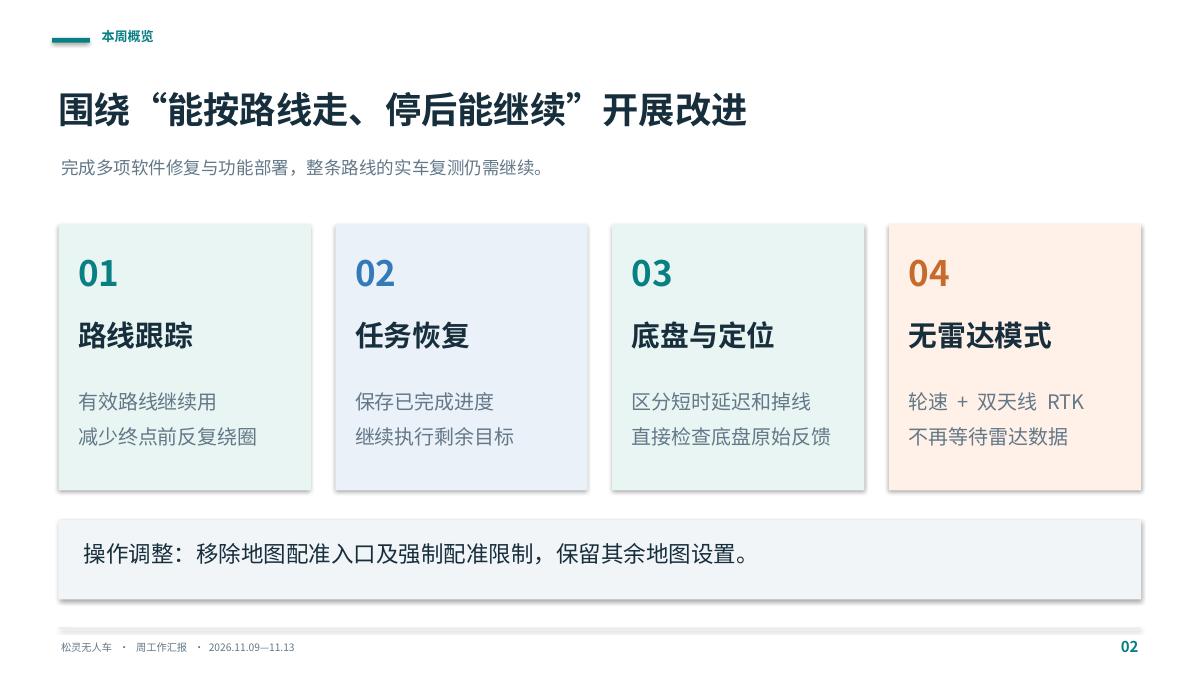 本周概览
围绕“能按路线走、停后能继续”开展改进
完成多项软件修复与功能部署，整条路线的实车复测仍需继续。
01
路线跟踪
有效路线继续用
减少终点前反复绕圈
02
任务恢复
保存已完成进度
继续执行剩余目标
03
底盘与定位
区分短时延迟和掉线
直接检查底盘原始反馈
04
无雷达模式
轮速 + 双天线 RTK
不再等待雷达数据
操作调整：移除地图配准入口及强制配准限制，保留其余地图设置。
松灵无人车 · 周工作汇报 · 2026.11.09—11.13
02